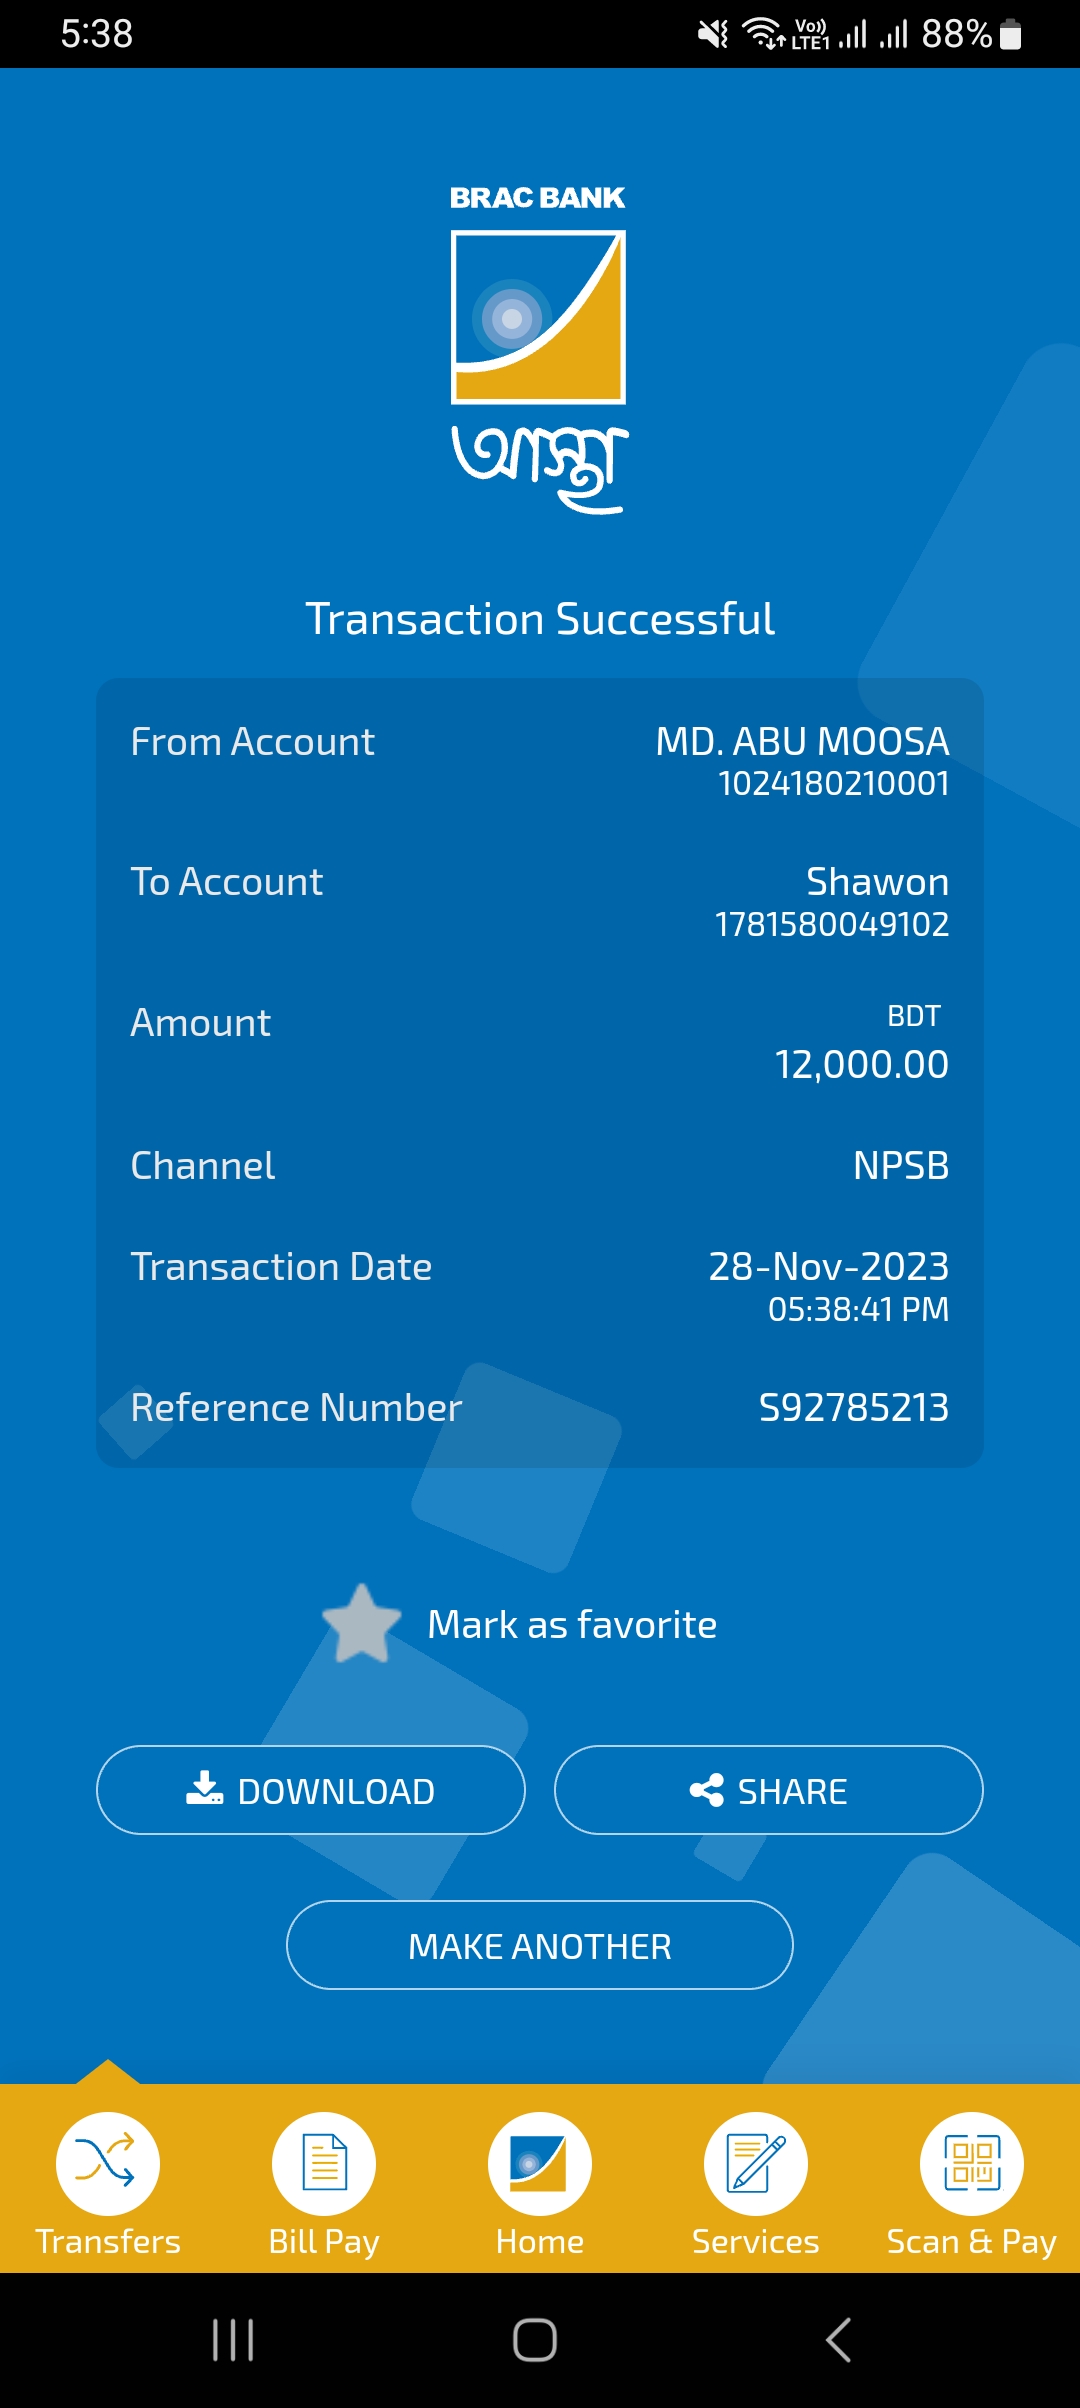 5:38
Vo)) LTE1
88%
BRAC BANK
আস্থা
Transaction Successful
From Account
MD. ABU MOOSA
1024180210001
To Account
Shawon
1781580049102
Amount
BDT
12,000.00
Channel
NPSB
Transaction Date
28-Nov-2023
05:38:41 PM
Reference Number
S92785213
Mark as favorite
DOWNLOAD
SHARE
MAKE ANOTHER
Transfers
Bill Pay
Home
Services
Scan & Pay